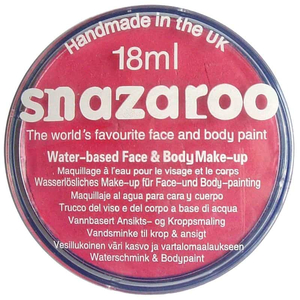 Handmade in the UK
18ml
snazaroo
The world's favourite face and body paint
Water-based Face & Body Make-up
Maquillage à l'eau pour le visage et le corps
Wasserlösliches Make-up für Face-und Body-painting
Maquillaje al agua para cara y cuerpo
Trucco del viso e del corpo a base di acqua
Vannbasert Ansikts- og Kroppsmaling
Vandsminke til krop & ansigt
Vesiliukoinen väri kasvo ja vartalomaalaukseen
Waterschmink & Bodypaint